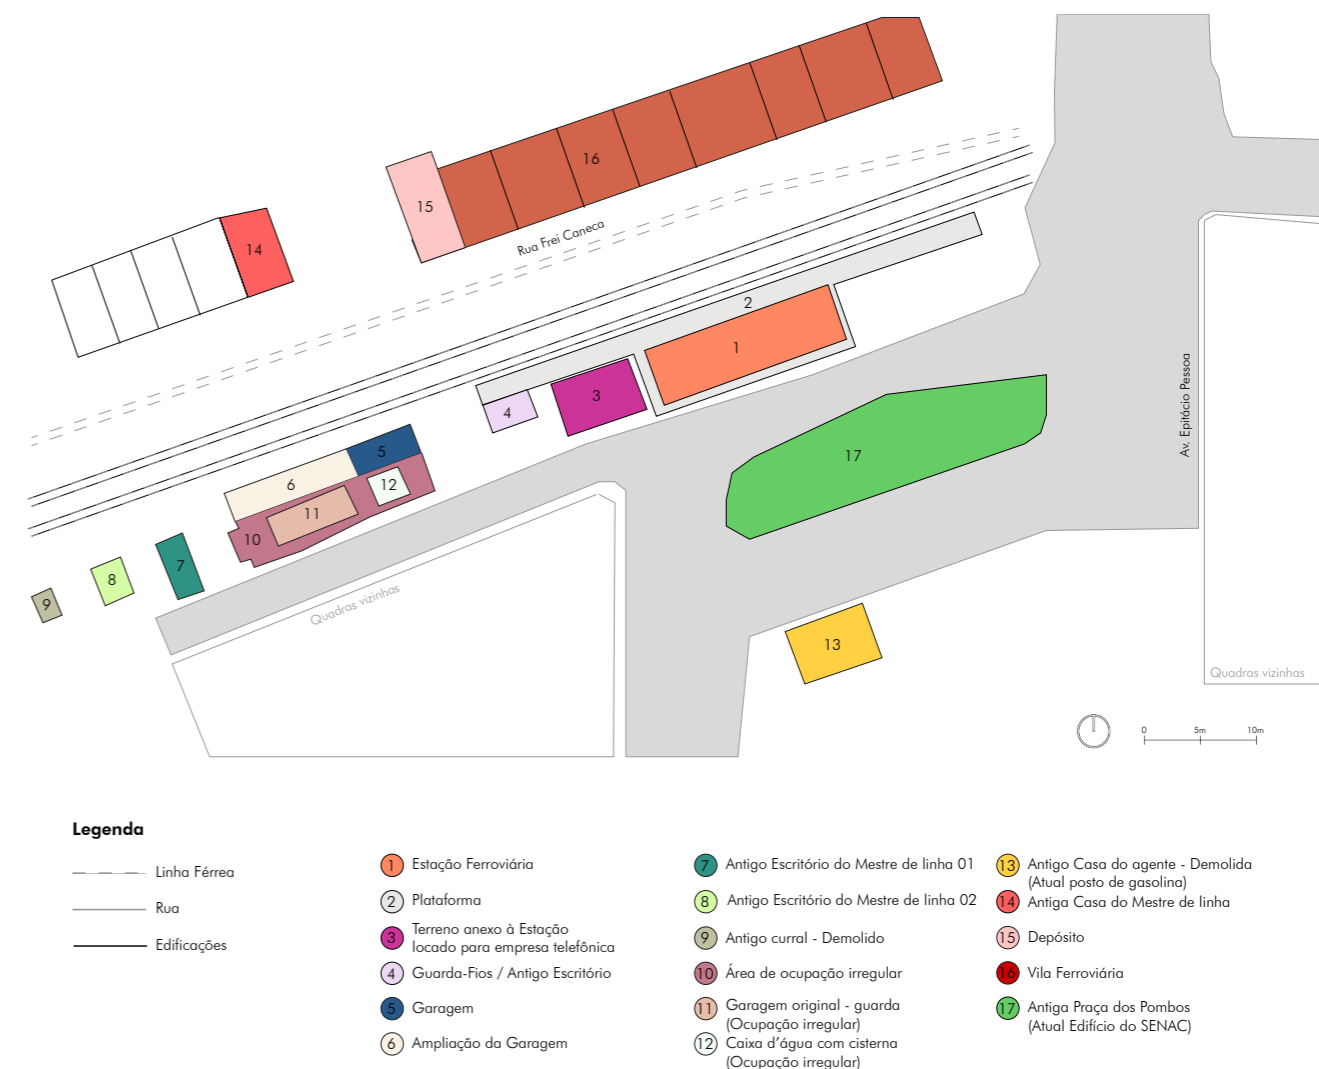 16
15
Rua Frei Caneca
14
2
1
3
4
Av. Epitácio Pessoa
17
5
6
12
11
10
7
8
9
Quadras vizinhas
13
Quadras vizinhas
0 5m 10m
Legenda
Linha Férrea
Rua
Edificações
1 Estação Ferroviária
2 Plataforma
3 Terreno anexo à Estação
locado para empresa telefônica
4 Guarda-Fios / Antigo Escritório
5 Garagem
6 Ampliação da Garagem
7 Antigo Escritório do Mestre de linha 01
8 Antigo Escritório do Mestre de linha 02
9 Antigo curral - Demolido
10 Área de ocupação irregular
11 Garagem original - guarda
(Ocupação irregular)
12 Caixa d'água com cisterna
(Ocupação irregular)
13 Antigo Casa do agente - Demolida
(Atual posto de gasolina)
14 Antiga Casa do Mestre de linha
15 Depósito
16 Vila Ferroviária
17 Antiga Praça dos Pombos
(Atual Edifício do SENAC)